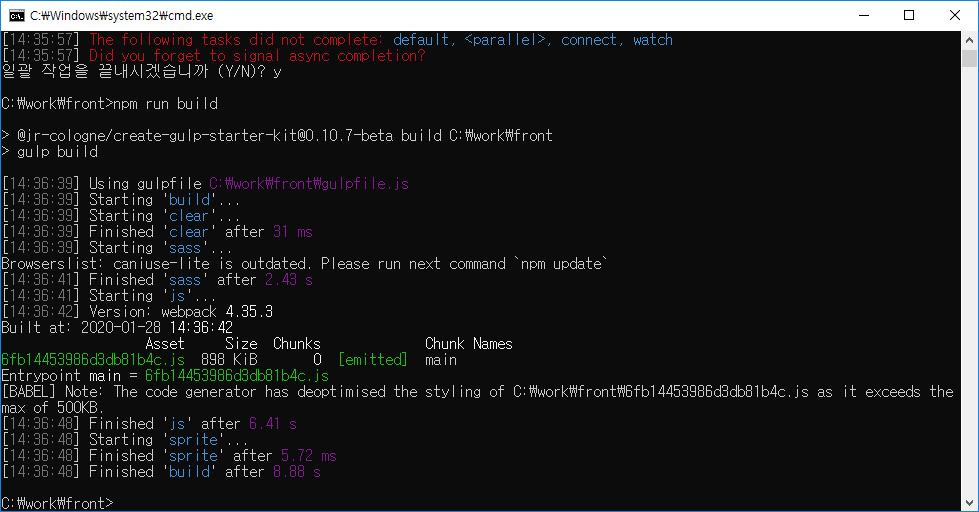 C:₩Windows₩system32₩cmd.exe
[14:35:57] The following tasks did not complete: default, <parallel>, connect, watch
[14:35:57] Did you forget to signal async completion?
일괄 작업을 끝내시겠습니까 (Y/N)? y
C:₩work₩front>npm run build
> @jr-cologne/create-gulp-starter-kit@0.10.7-beta build C:₩work₩front
> gulp build
[14:36:39] Using gulpfile C:₩work₩front₩gulpfile.js
[14:36:39] Starting 'build'...
[14:36:39] Starting 'clear'...
[14:36:39] Finished 'clear' after 31 ms
[14:36:39] Starting 'sass'...
Browserslist: caniuse-lite is outdated. Please run next command `npm update`
[14:36:41] Finished 'sass' after 2.43 s
[14:36:41] Starting 'js'...
[14:36:42] Version: webpack 4.35.3
Built at: 2020-01-28 14:36:42
Asset Size Chunks Chunk Names
6fb14453986d3db81b4c.js 898 KiB 0 [emitted] main
Entrypoint main = 6fb14453986d3db81b4c.js
[BABEL] Note: The code generator has deoptimised the styling of C:₩work₩front₩6fb14453986d3db81b4c.js as it exceeds the
max of 500KB.
[14:36:48] Finished 'js' after 6.41 s
[14:36:48] Starting 'sprite'...
[14:36:48] Finished 'sprite' after 5.72 ms
[14:36:48] Finished 'build' after 8.88 s
C:₩work₩front>